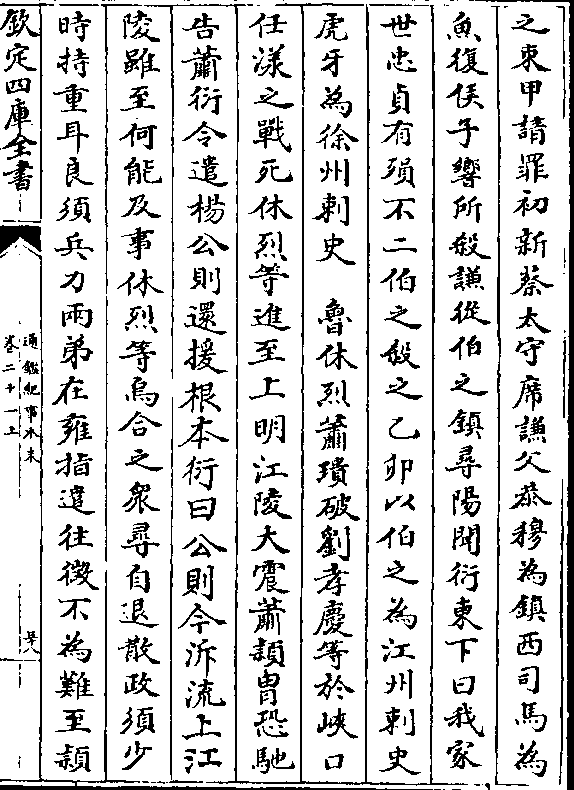 之束甲請罪初新蔡太守席謙父恭穆為鎮西司馬為
魚復侯子響所殺謙從伯之鎮尋陽聞衍東下曰我家
世忠貞有殞不二伯之殺之乙卯以伯之為江州刺史
虎牙為徐州刺史　魯休烈蕭璝破劉孝慶等於峽口
任漾之戰死休烈等進至上明江陵大震蕭穎胄恐馳
告蕭衍令遣楊公則還援根本衍曰公則今泝流上江
陵雖至何能及事休烈等烏合之衆尋自退散政須少
時持重耳良須兵力兩弟在雍指遣往徵不為難至穎
欽定四庫全書
通鑑紀事本末
卷二十一上